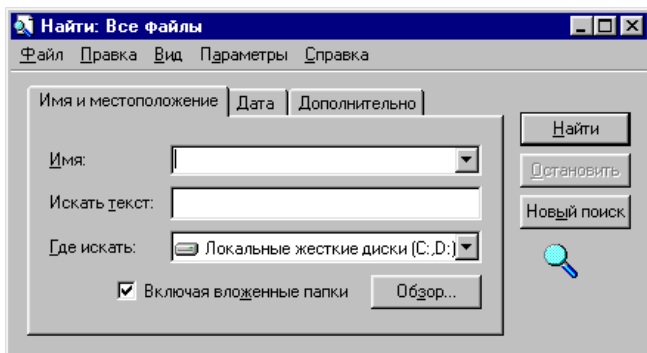 Найти: Все файлы
Файл Правка Вид Параметры Справка
Имя и местоположение Дата Дополнительно
Найти
Имя:
Остановить
Искать текст:
Новый поиск
Где искать: Локальные жесткие диски (C:,D:)
Включая вложенные папки Обзор...